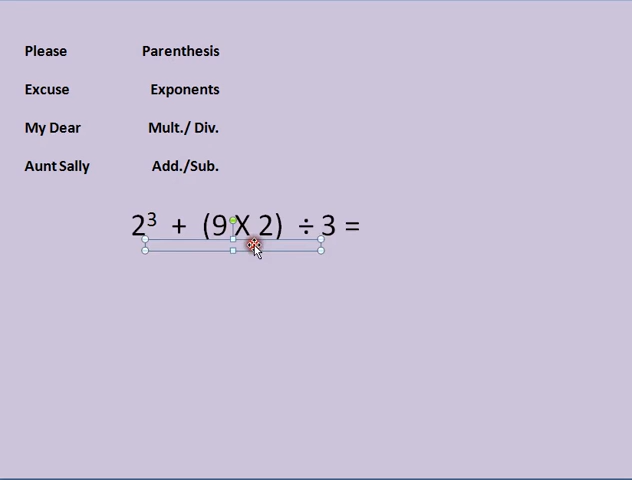 Please Parenthesis
Excuse Exponents
My Dear Mult./ Div.
Aunt Sally Add./Sub.
2³ + (9 X 2) ÷ 3 =